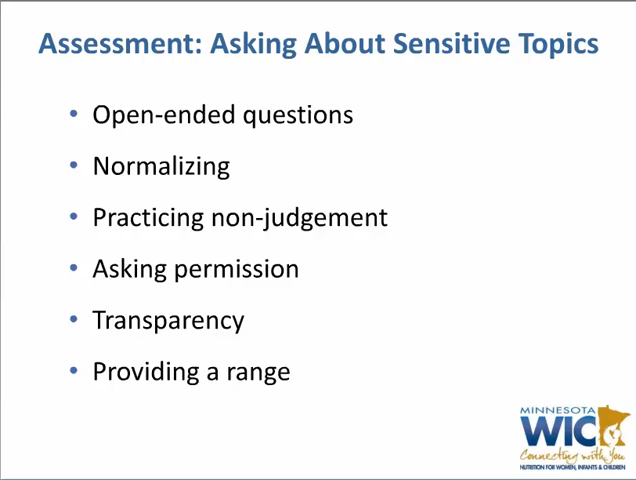 Assessment: Asking About Sensitive Topics
• Open-ended questions
• Normalizing
• Practicing non-judgement
• Asking permission
• Transparency
• Providing a range
MINNESOTA
WIC
Connecting with You
NUTRITION FOR WOMEN, INFANTS & CHILDREN